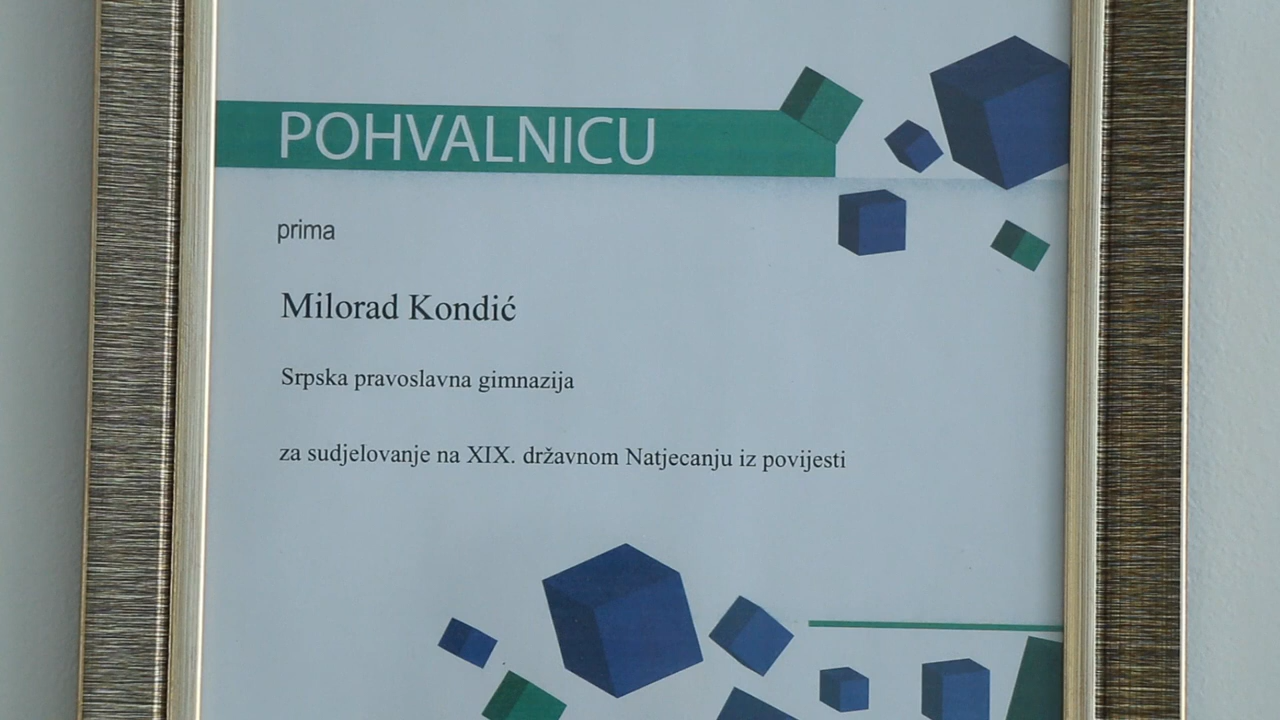 POHVALNICU
prima
Milorad Kondić
Srpska pravoslavna gimnazija
za sudjelovanje na XIX. državnom Natjecanju iz povijesti